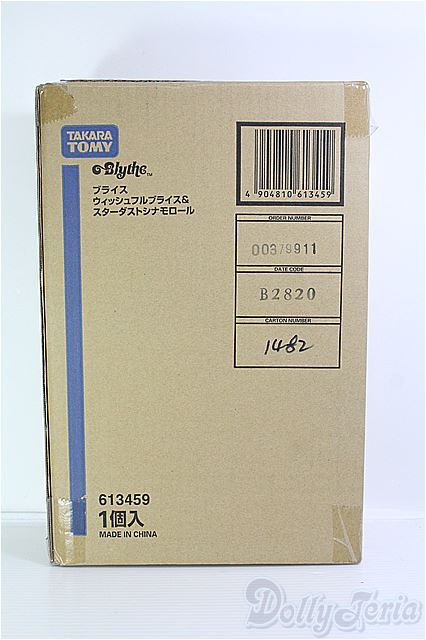 TAKARA
TOMY
Blythe™
ブライス
ウィッシュフルブライス&
スターダストシナモロール
4 904810 613459
ORDER NUMBER
00379911
DATE CODE
B2820
CARTON NUMBER
1482
613459
1個入
MADE IN CHINA
DollyTeria